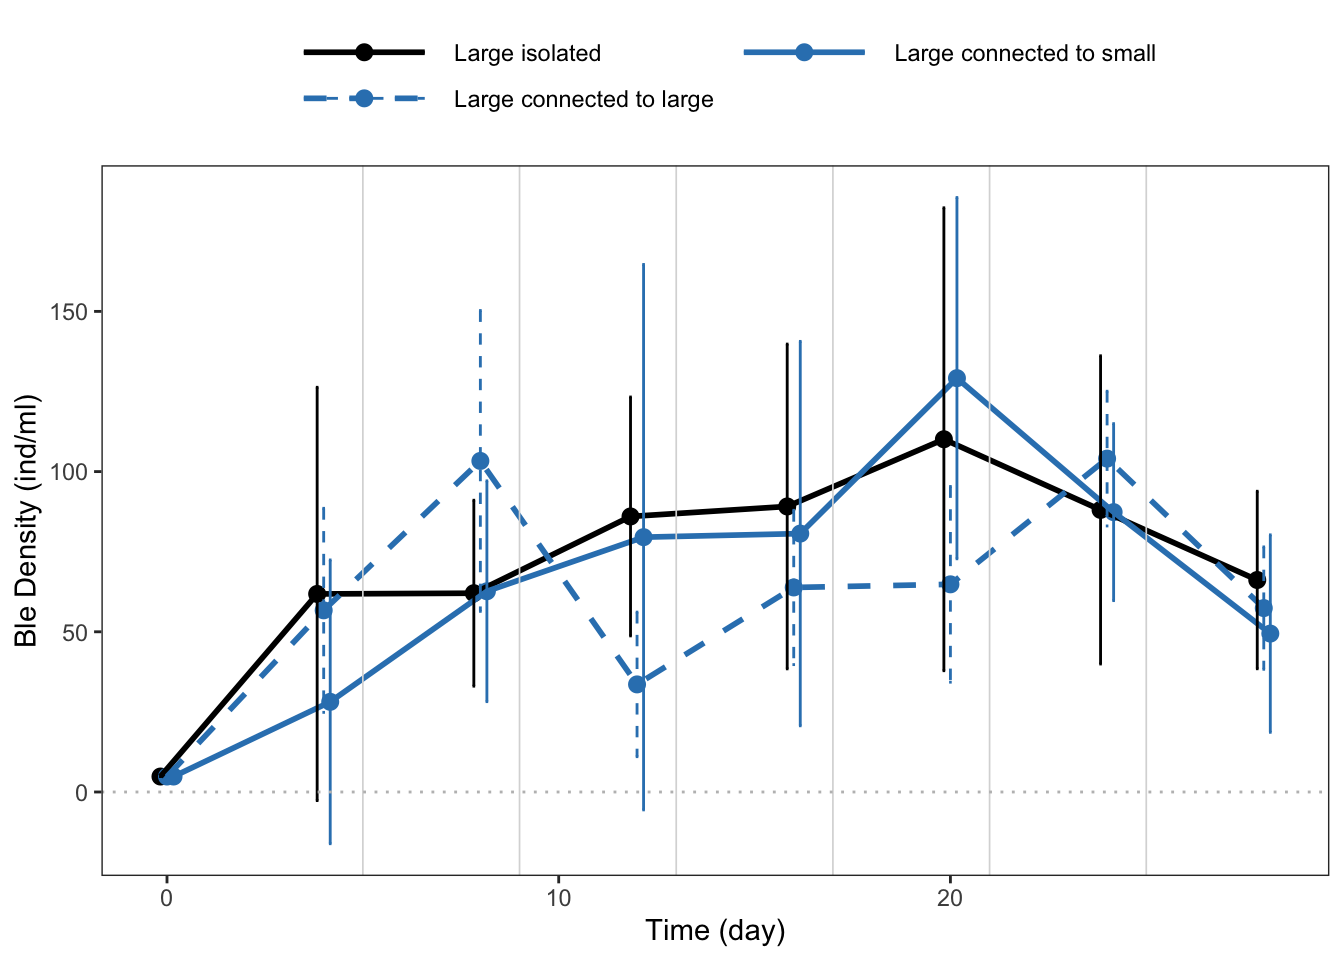 Large isolated
Large connected to small
Large connected to large
150
100
50
0
Ble Density (ind/ml)
0
10
20
Time (day)